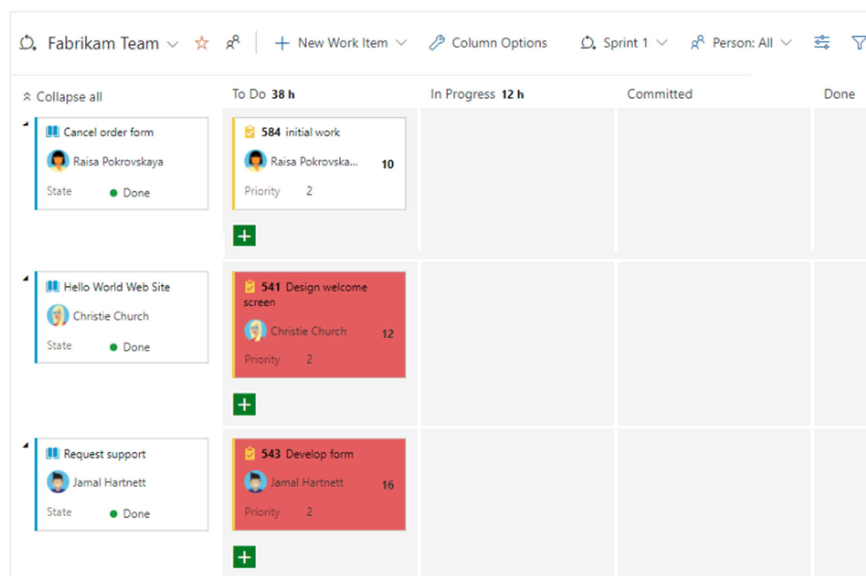 Fabrikam Team
New Work Item
Column Options
Sprint 1
Person: All
Collapse all
To Do 38 h
In Progress 12 h
Committed
Done
Cancel order form
Raisa Pokrovskaya
State Done
584 initial work
Raisa Pokrovska... 10
Priority 2
Hello World Web Site
Christie Church
State Done
541 Design welcome
screen
Christie Church 12
Priority 2
Request support
Jamal Hartnett
State Done
543 Develop form
Jamal Hartnett 16
Priority 2